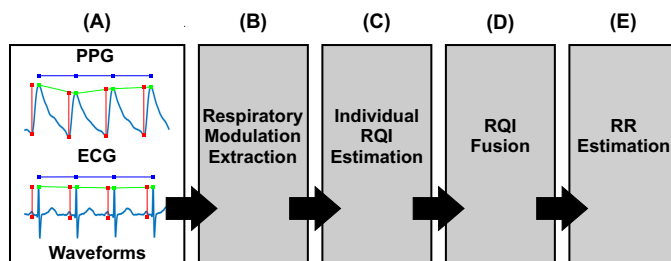 (A)
(B)
(C)
(D)
(E)
PPG
ECG
Waveforms
Respiratory
Modulation
Extraction
Individual
RQI
Estimation
RQI
Fusion
RR
Estimation